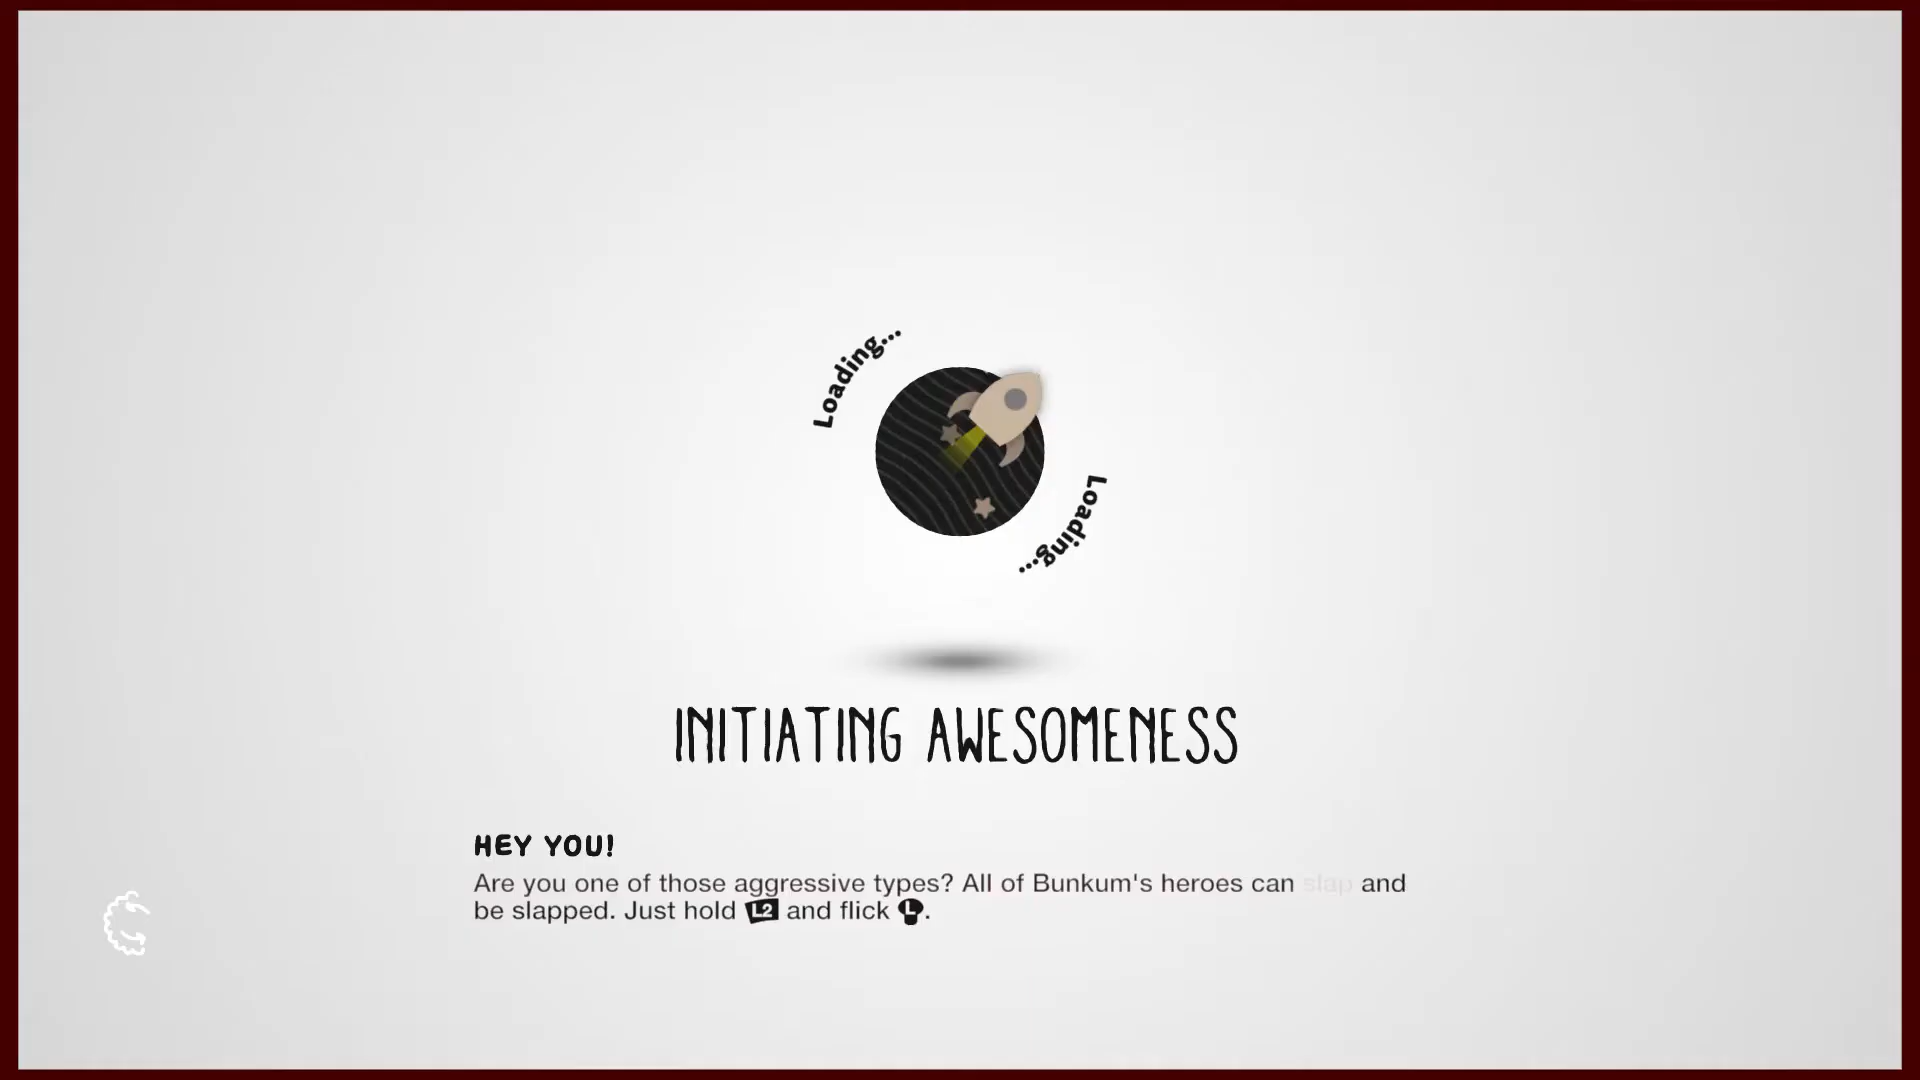 Loading...
Loading...
INITIATING AWESOMENESS
HEY YOU!
Are you one of those aggressive types? All of Bunkum's heroes can slap and
be slapped. Just hold L2 and flick L.